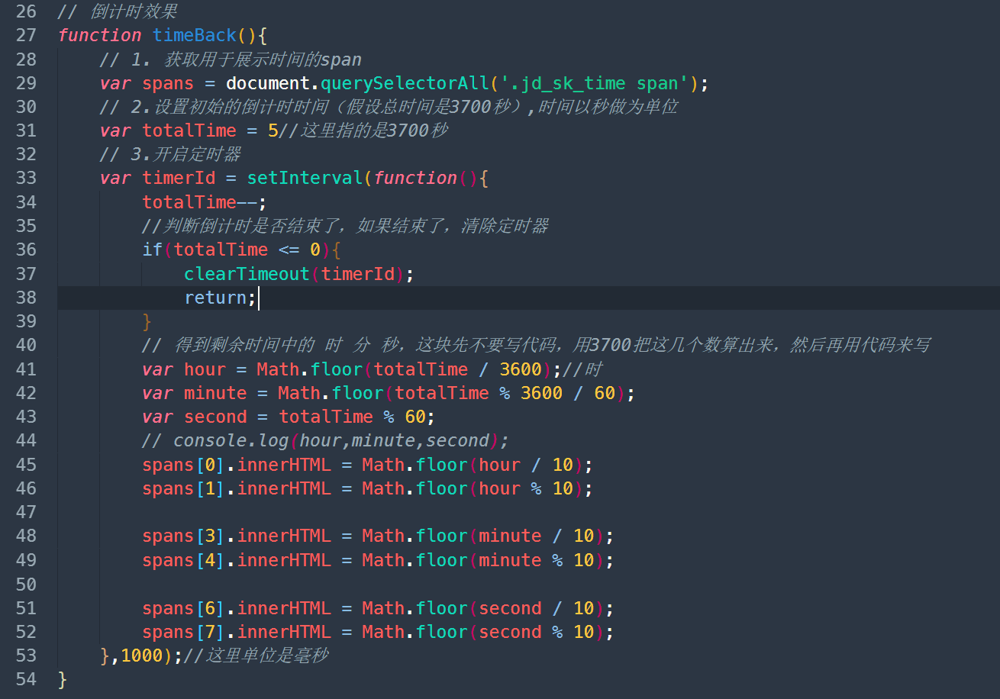 26 // 倒计时效果
27 function timeBack(){
28     // 1. 获取用于展示时间的span
29     var spans = document.querySelectorAll('.jd_sk_time span');
30     // 2.设置初始的倒计时时间（假设总时间是3700秒）,时间以秒做为单位
31     var totalTime = 5//这里指的是3700秒
32     // 3.开启定时器
33     var timerId = setInterval(function(){
34         totalTime--;
35         //判断倒计时是否结束了，如果结束了，清除定时器
36         if(totalTime <= 0){
37             clearTimeout(timerId);
38             return;
39         }
40         // 得到剩余时间中的 时 分 秒，这块先不要写代码，用3700把这几个数算出来，然后再用代码来写
41         var hour = Math.floor(totalTime / 3600);//时
42         var minute = Math.floor(totalTime % 3600 / 60);
43         var second = totalTime % 60;
44         // console.log(hour,minute,second);
45         spans[0].innerHTML = Math.floor(hour / 10);
46         spans[1].innerHTML = Math.floor(hour % 10);
47
48         spans[3].innerHTML = Math.floor(minute / 10);
49         spans[4].innerHTML = Math.floor(minute % 10);
50
51         spans[6].innerHTML = Math.floor(second / 10);
52         spans[7].innerHTML = Math.floor(second % 10);
53     },1000);//这里单位是毫秒
54 }